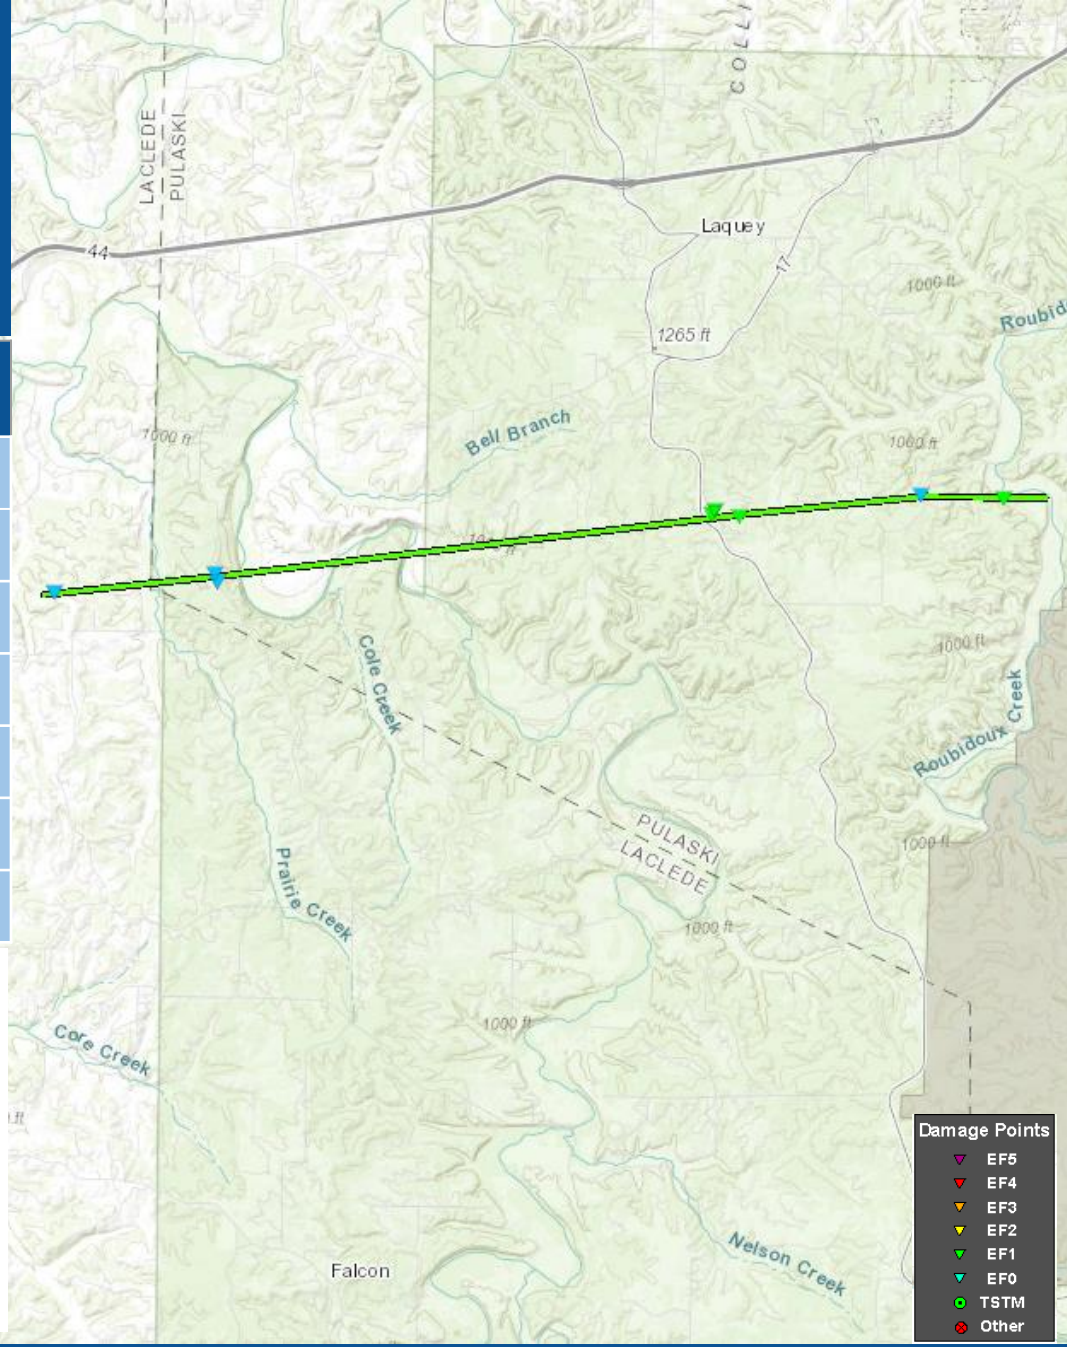 COLLI
LACLEDE
PULASKI
44
Laquey
17
1000 ft
Roubid
1265 ft
1000 ft
Bell Branch
1000 ft
Cole Creek
1000 ft
Roubidoux Creek
PULASKI
LACLEDE
1000 ft
Prairie Creek
1000 ft
1000 ft
Core Creek
ft
Nelson Creek
Falcon
Damage Points
EF5
EF4
EF3
EF2
EF1
EF0
TSTM
Other